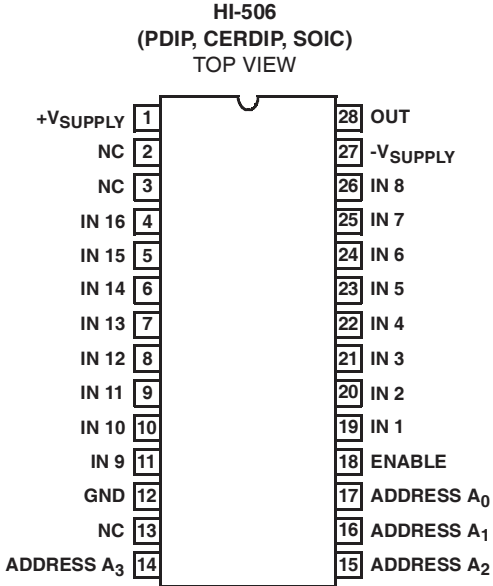 HI-506
(PDIP, CERDIP, SOIC)
TOP VIEW
+VSUPPLY 1 28 OUT
NC 2 27 -VSUPPLY
NC 3 26 IN 8
IN 16 4 25 IN 7
IN 15 5 24 IN 6
IN 14 6 23 IN 5
IN 13 7 22 IN 4
IN 12 8 21 IN 3
IN 11 9 20 IN 2
IN 10 10 19 IN 1
IN 9 11 18 ENABLE
GND 12 17 ADDRESS A0
NC 13 16 ADDRESS A1
ADDRESS A3 14 15 ADDRESS A2